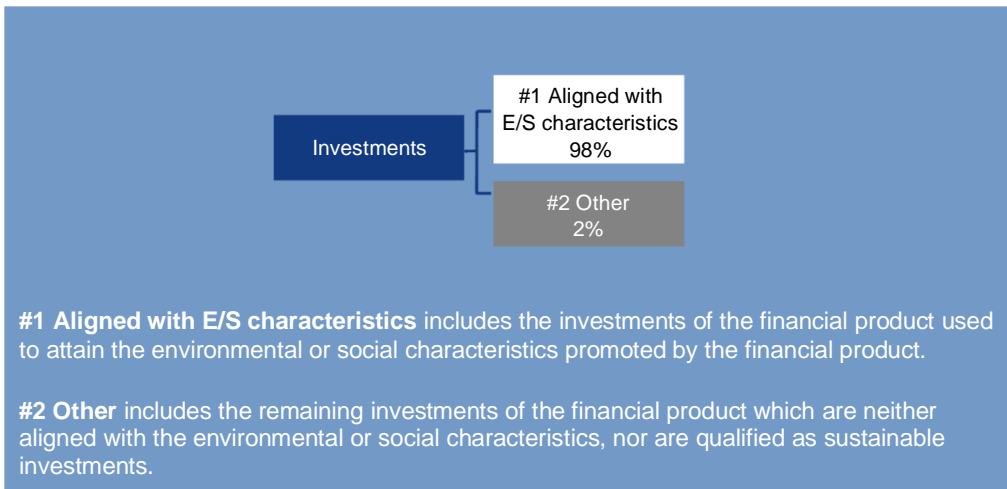 #1 Aligned with
E/S characteristics
98%
Investments
#2 Other
2%
#1 Aligned with E/S characteristics includes the investments of the financial product used
to attain the environmental or social characteristics promoted by the financial product.
#2 Other includes the remaining investments of the financial product which are neither
aligned with the environmental or social characteristics, nor are qualified as sustainable
investments.